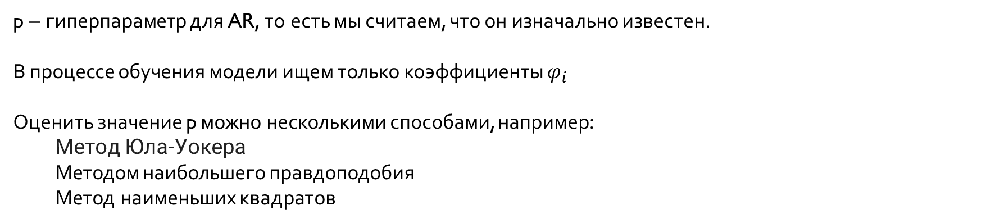 p – гиперпараметр для AR, то есть мы считаем, что он изначально известен.
В процессе обучения модели ищем только коэффициенты φᵢ
Оценить значение p можно несколькими способами, например:
Метод Юла-Уокера
Методом наибольшего правдоподобия
Метод наименьших квадратов